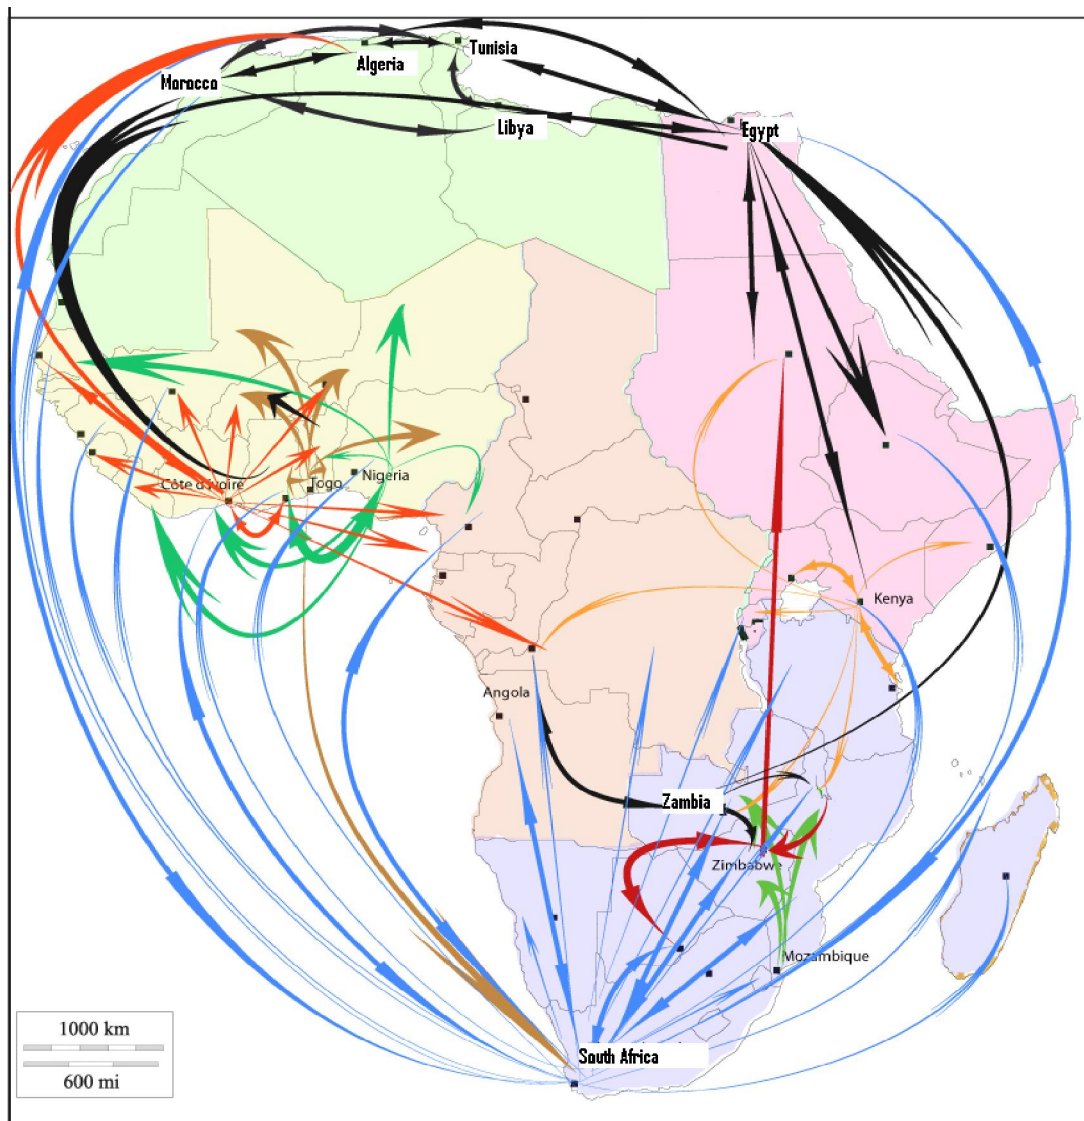 Tunisia
Algeria
Morocco
Libya
Egypt
Côte d'Ivoire
Togo
Nigeria
Kenya
Angola
Zambia
Zimbabwe
Mozambique
South Africa
1000 km
600 mi